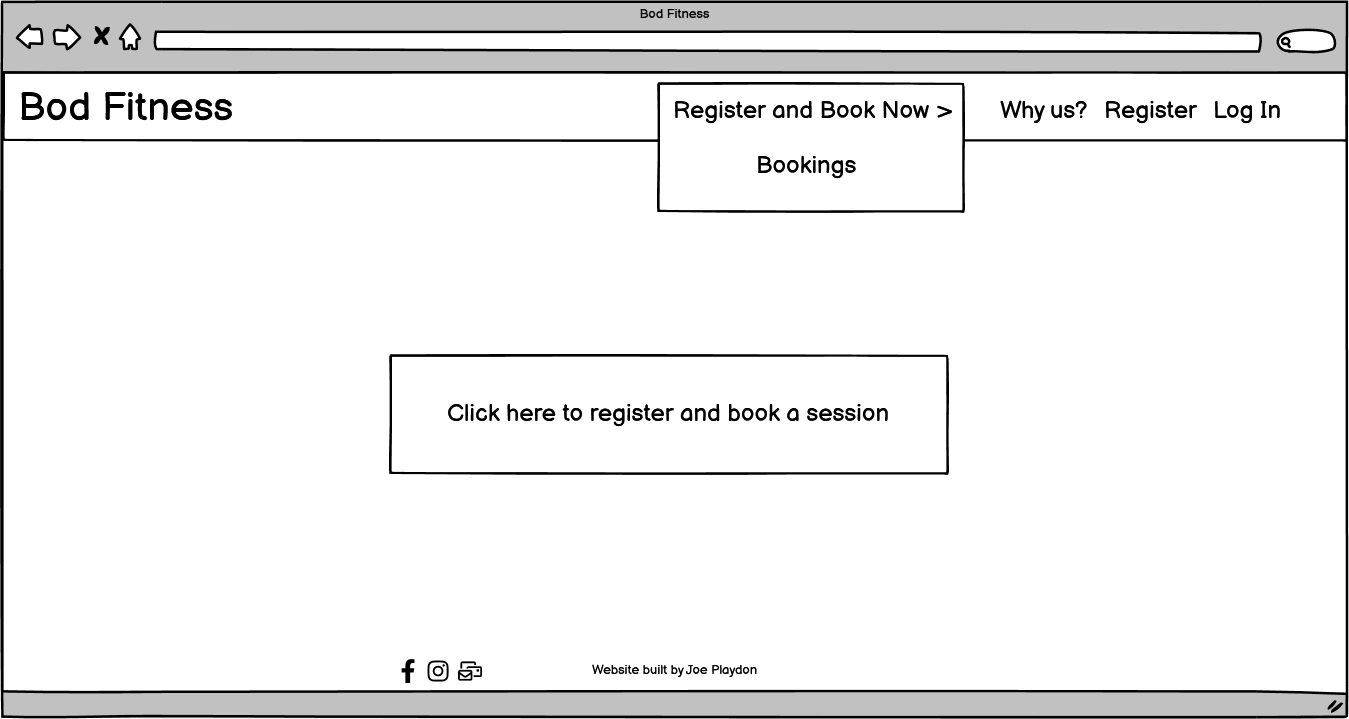 Bod Fitness
Bod Fitness
Register and Book Now >
Why us? Register Log In
Bookings
Click here to register and book a session
Website built by Joe Playdon